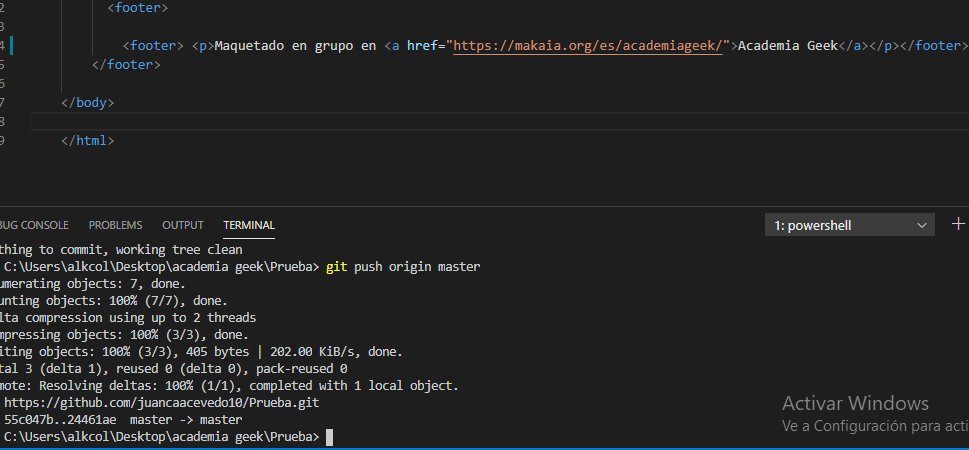 2 <footer>
3
4 <footer> <p>Maquetado en grupo en <a href="https://makaia.org/es/academiageek/">Academia Geek</a></p></footer>
5 </footer>
6
7 </body>
8
9 </html>
BUG CONSOLE PROBLEMS OUTPUT TERMINAL 1: powershell
thing to commit, working tree clean
C:\Users\alkcol\Desktop\academia geek\Prueba> git push origin master
umerating objects: 7, done.
unting objects: 100% (7/7), done.
lta compression using up to 2 threads
mpressing objects: 100% (3/3), done.
iting objects: 100% (3/3), 405 bytes | 202.00 KiB/s, done.
tal 3 (delta 1), reused 0 (delta 0), pack-reused 0
mote: Resolving deltas: 100% (1/1), completed with 1 local object.
https://github.com/juancaacevedo10/Prueba.git
55c047b..24461ae master -> master
C:\Users\alkcol\Desktop\academia geek\Prueba>
Activar Windows
Ve a Configuración para acti